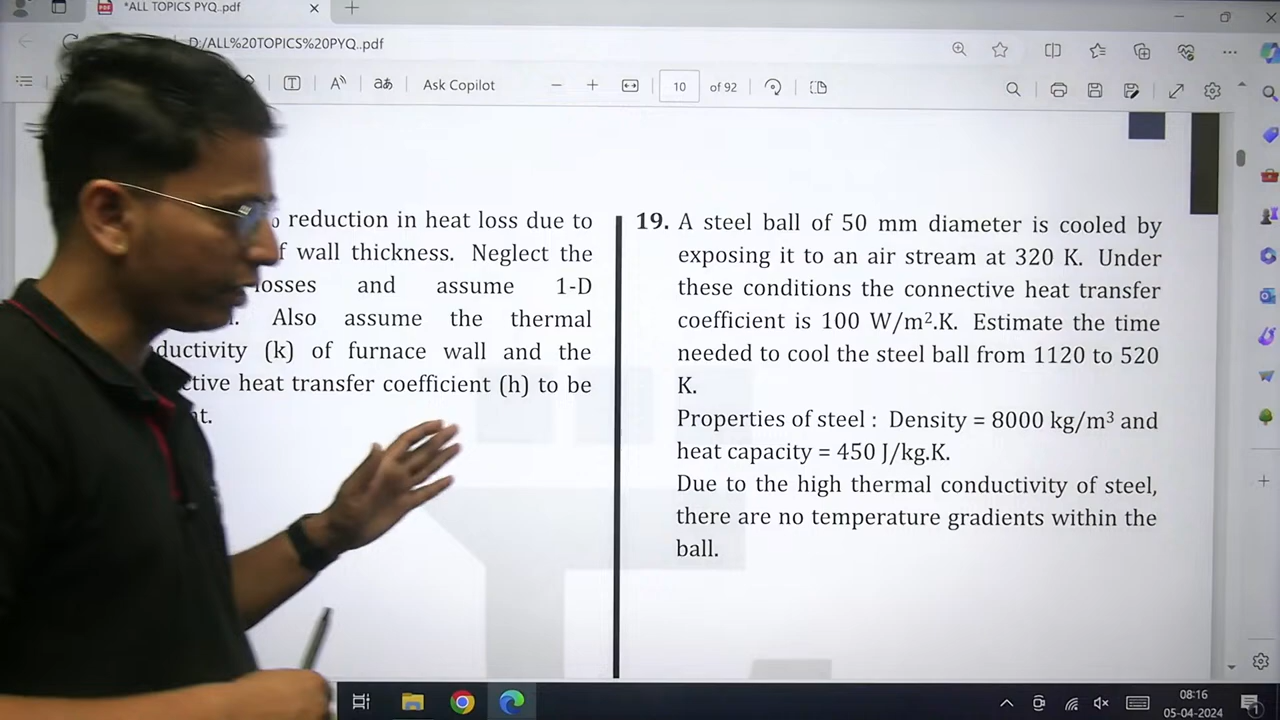 *ALL TOPICS PYQ..pdf
D:/ALL%20TOPICS%20PYQ..pdf
Ask Copilot
10 of 92
reduction in heat loss due to
wall thickness. Neglect the
losses and assume 1-D
Also assume the thermal
ductivity (k) of furnace wall and the
ctive heat transfer coefficient (h) to be
19. A steel ball of 50 mm diameter is cooled by
exposing it to an air stream at 320 K. Under
these conditions the connective heat transfer
coefficient is 100 W/m².K. Estimate the time
needed to cool the steel ball from 1120 to 520
K.
Properties of steel : Density = 8000 kg/m³ and
heat capacity = 450 J/kg.K.
Due to the high thermal conductivity of steel,
there are no temperature gradients within the
ball.
08:16
05-04-2024